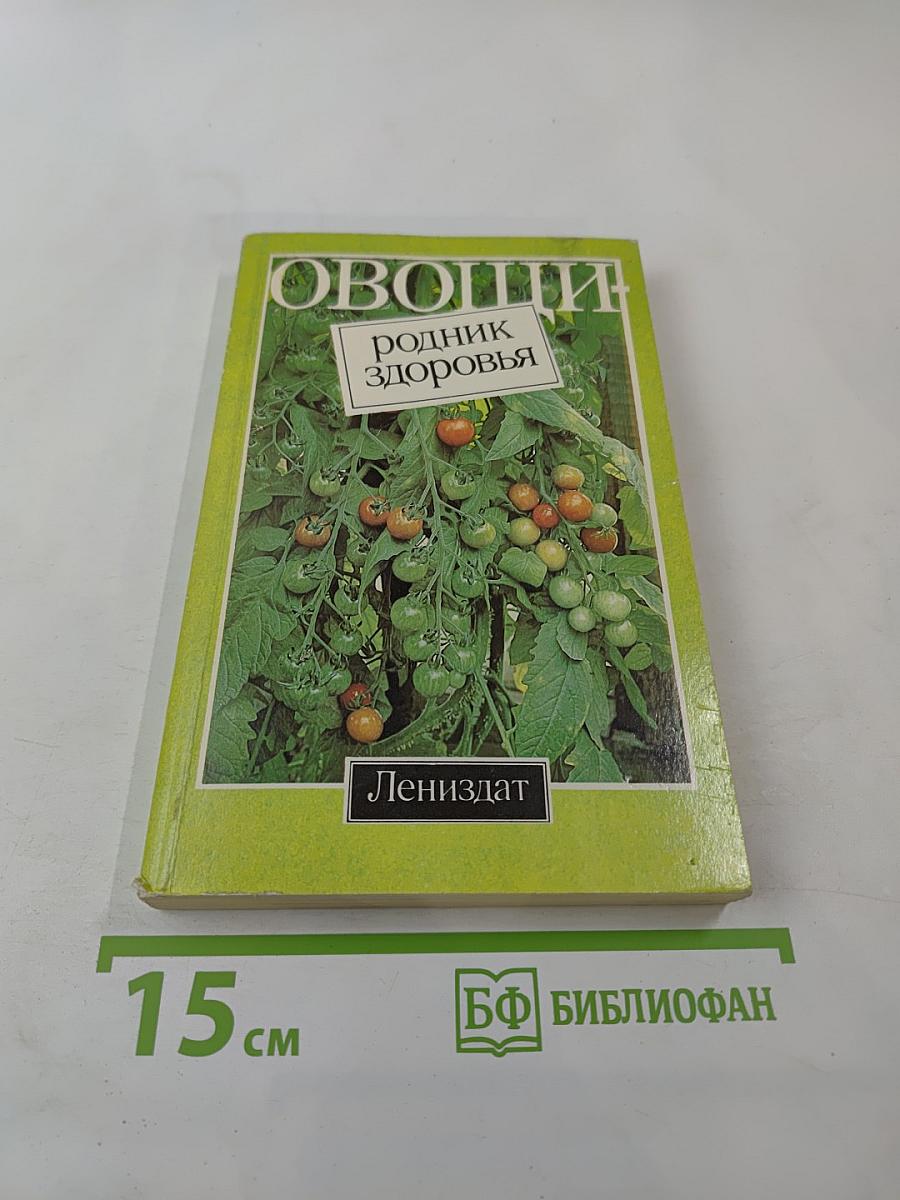 ОВОЩИ-
родник
здоровья
Лениздат
15 см
БФ БИБЛИОФАН